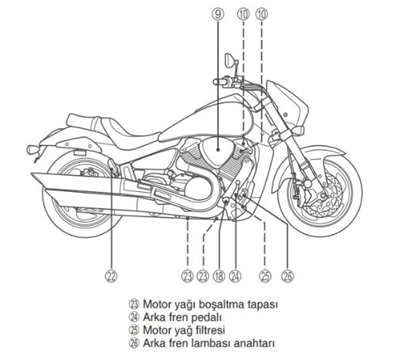 ⑩ ⑨ ⑩
㉒ ㉓ ㉓ ⑱ ㉔ ㉕ ㉖
㉓ Motor yağı boşaltma tapası
㉔ Arka fren pedalı
㉕ Motor yağ filtresi
㉖ Arka fren lambası anahtarı